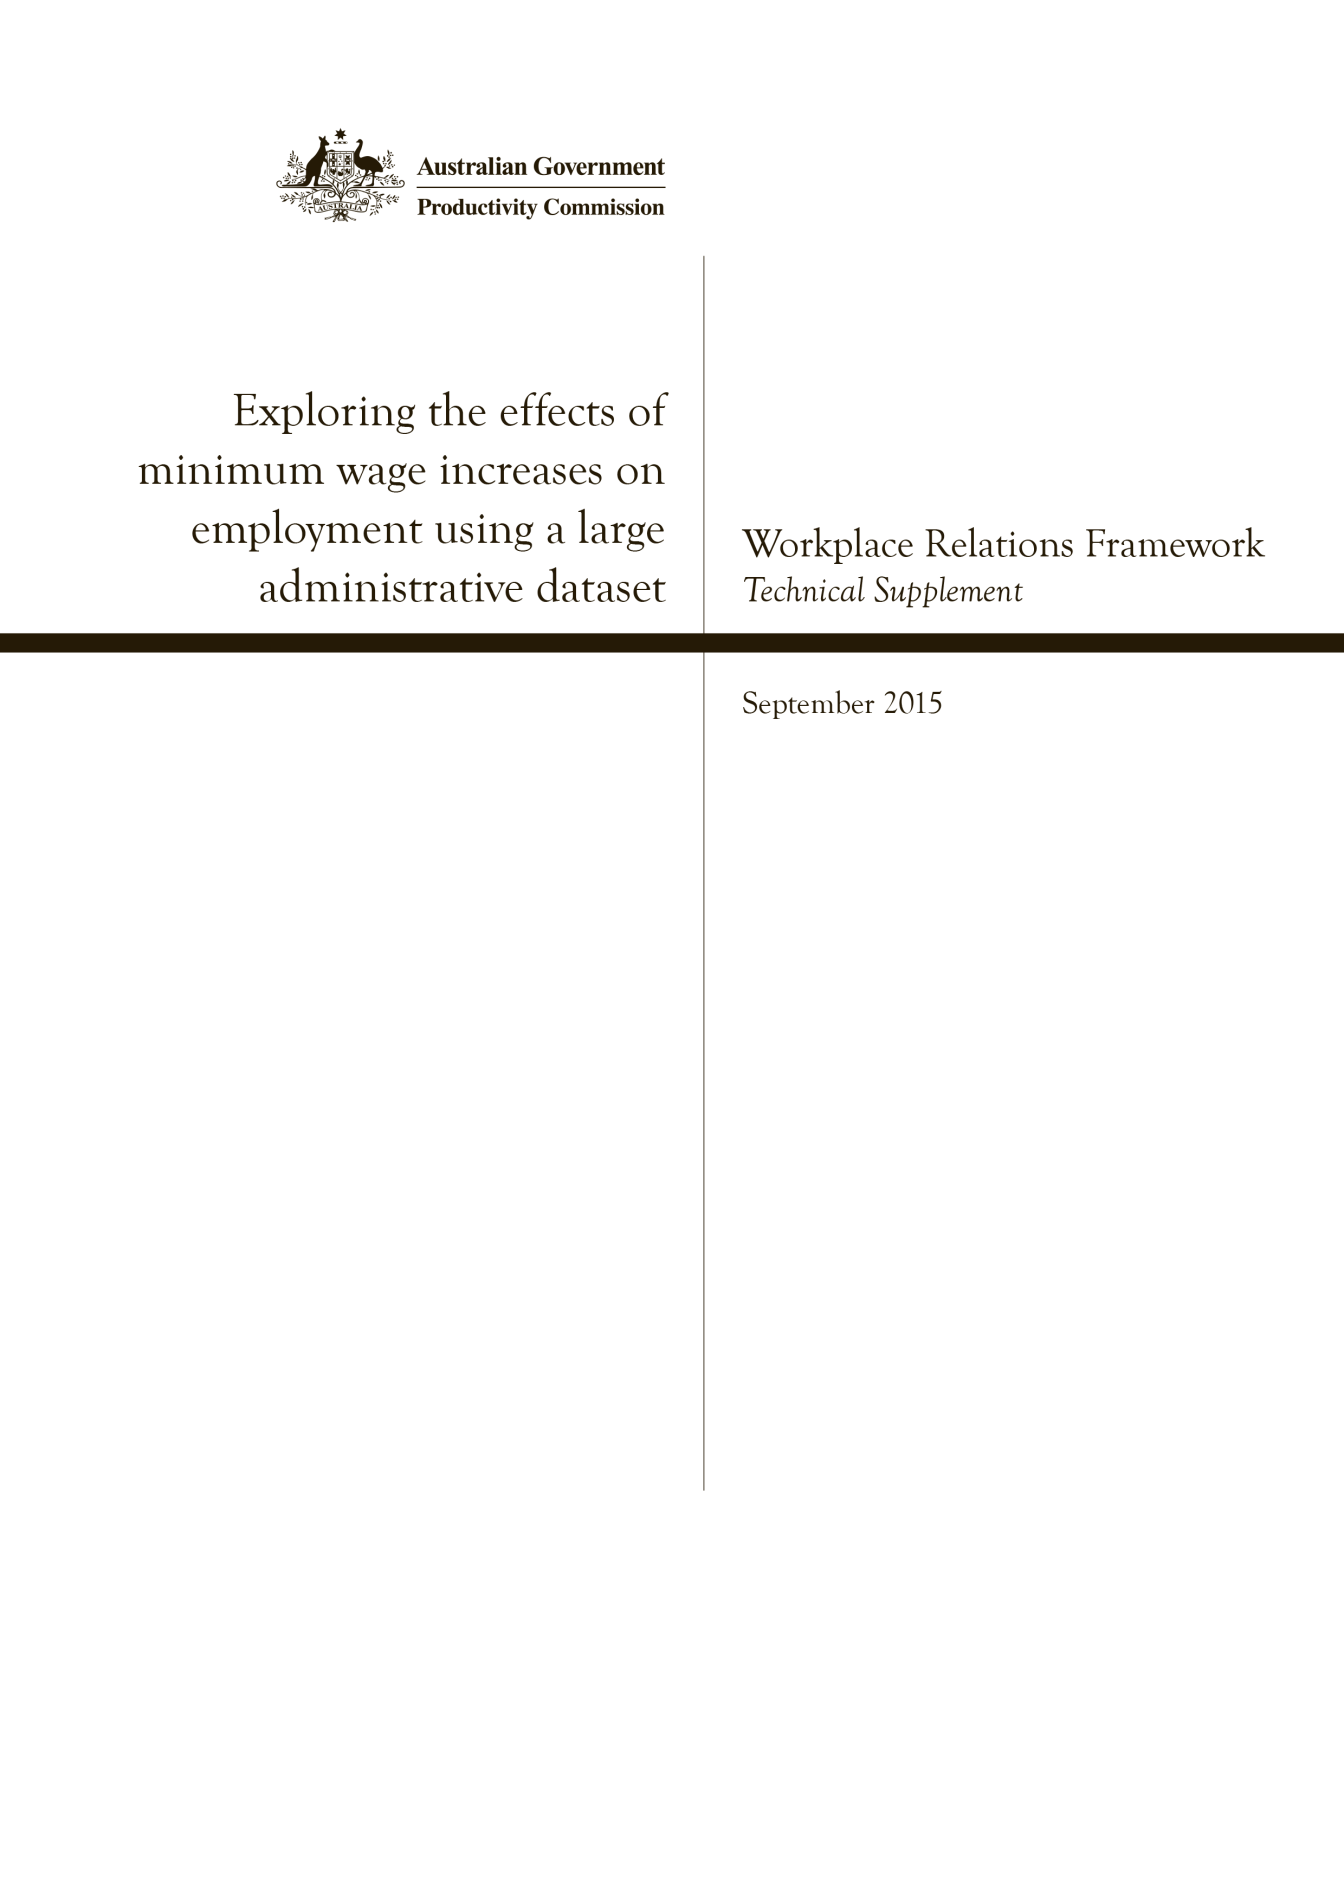 AUSTRALIA
Australian Government
Productivity Commission
Exploring the effects of
minimum wage increases on
employment using a large
administrative dataset
Workplace Relations Framework
Technical Supplement
September 2015